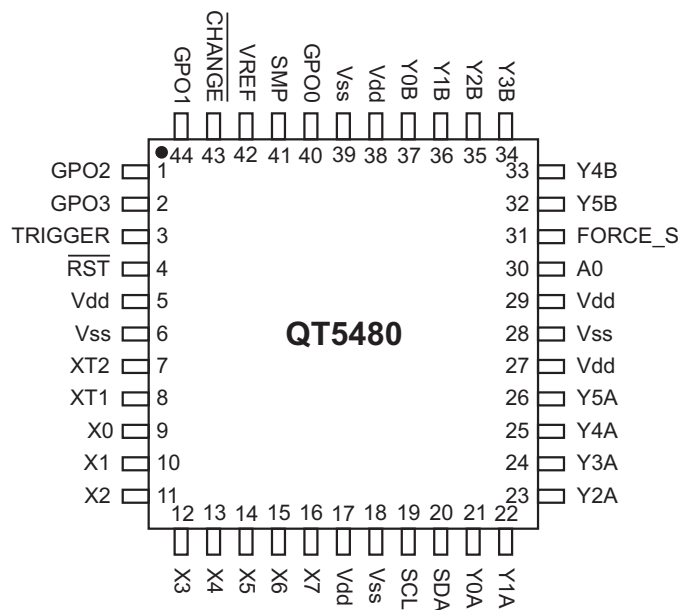 GPO1
CHANGE
VREF
SMP
GPO0
Vss
Vdd
Y0B
Y1B
Y2B
Y3B
44 43 42 41 40 39 38 37 36 35 34
GPO2 1
GPO3 2
TRIGGER 3
RST 4
Vdd 5
Vss 6
XT2 7
XT1 8
X0 9
X1 10
X2 11
QT5480
33 Y4B
32 Y5B
31 FORCE_S
30 A0
29 Vdd
28 Vss
27 Vdd
26 Y5A
25 Y4A
24 Y3A
23 Y2A
12 13 14 15 16 17 18 19 20 21 22
X3
X4
X5
X6
X7
Vdd
Vss
SCL
SDA
Y0A
Y1A